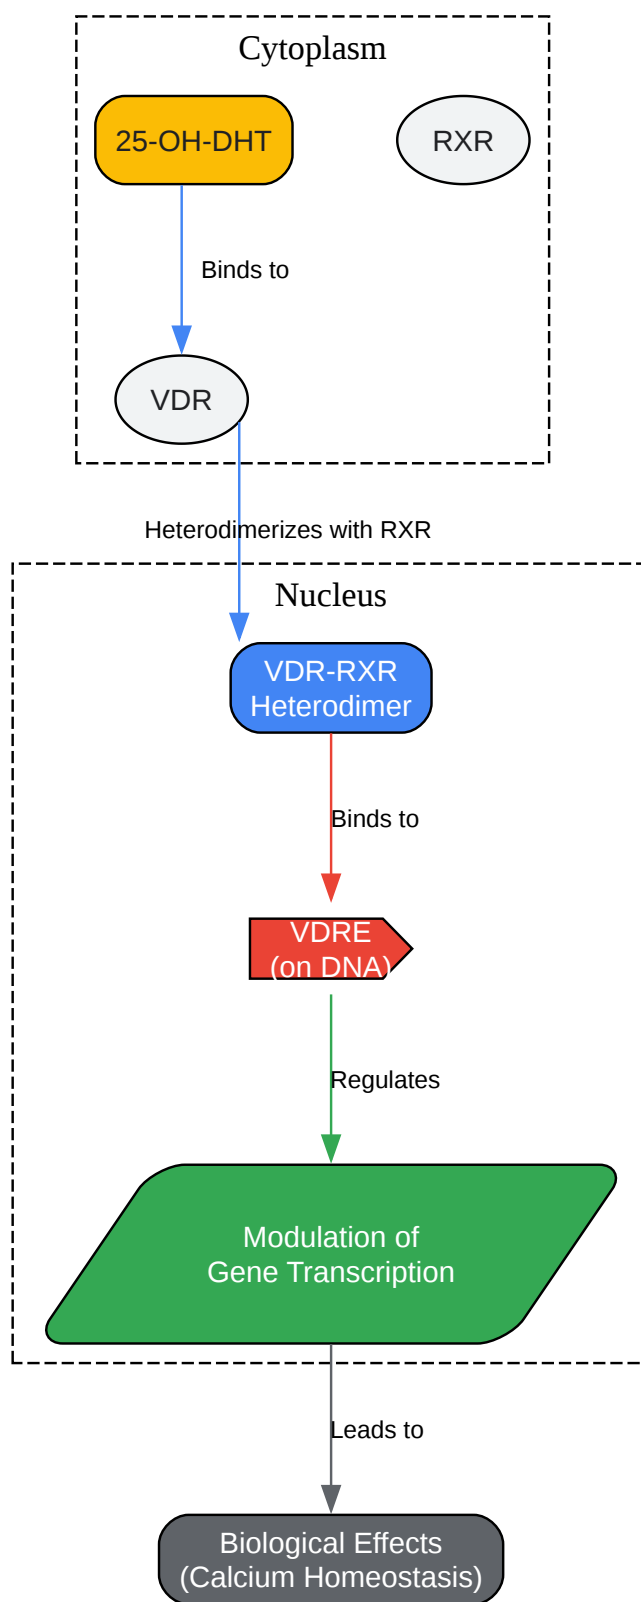 Cytoplasm
25-OH-DHT
RXR
Binds to
VDR
Heterodimerizes with RXR
Nucleus
VDR-RXR
Heterodimer
Binds to
VDRE
(on DNA)
Regulates
Modulation of
Gene Transcription
Leads to
Biological Effects
(Calcium Homeostasis)